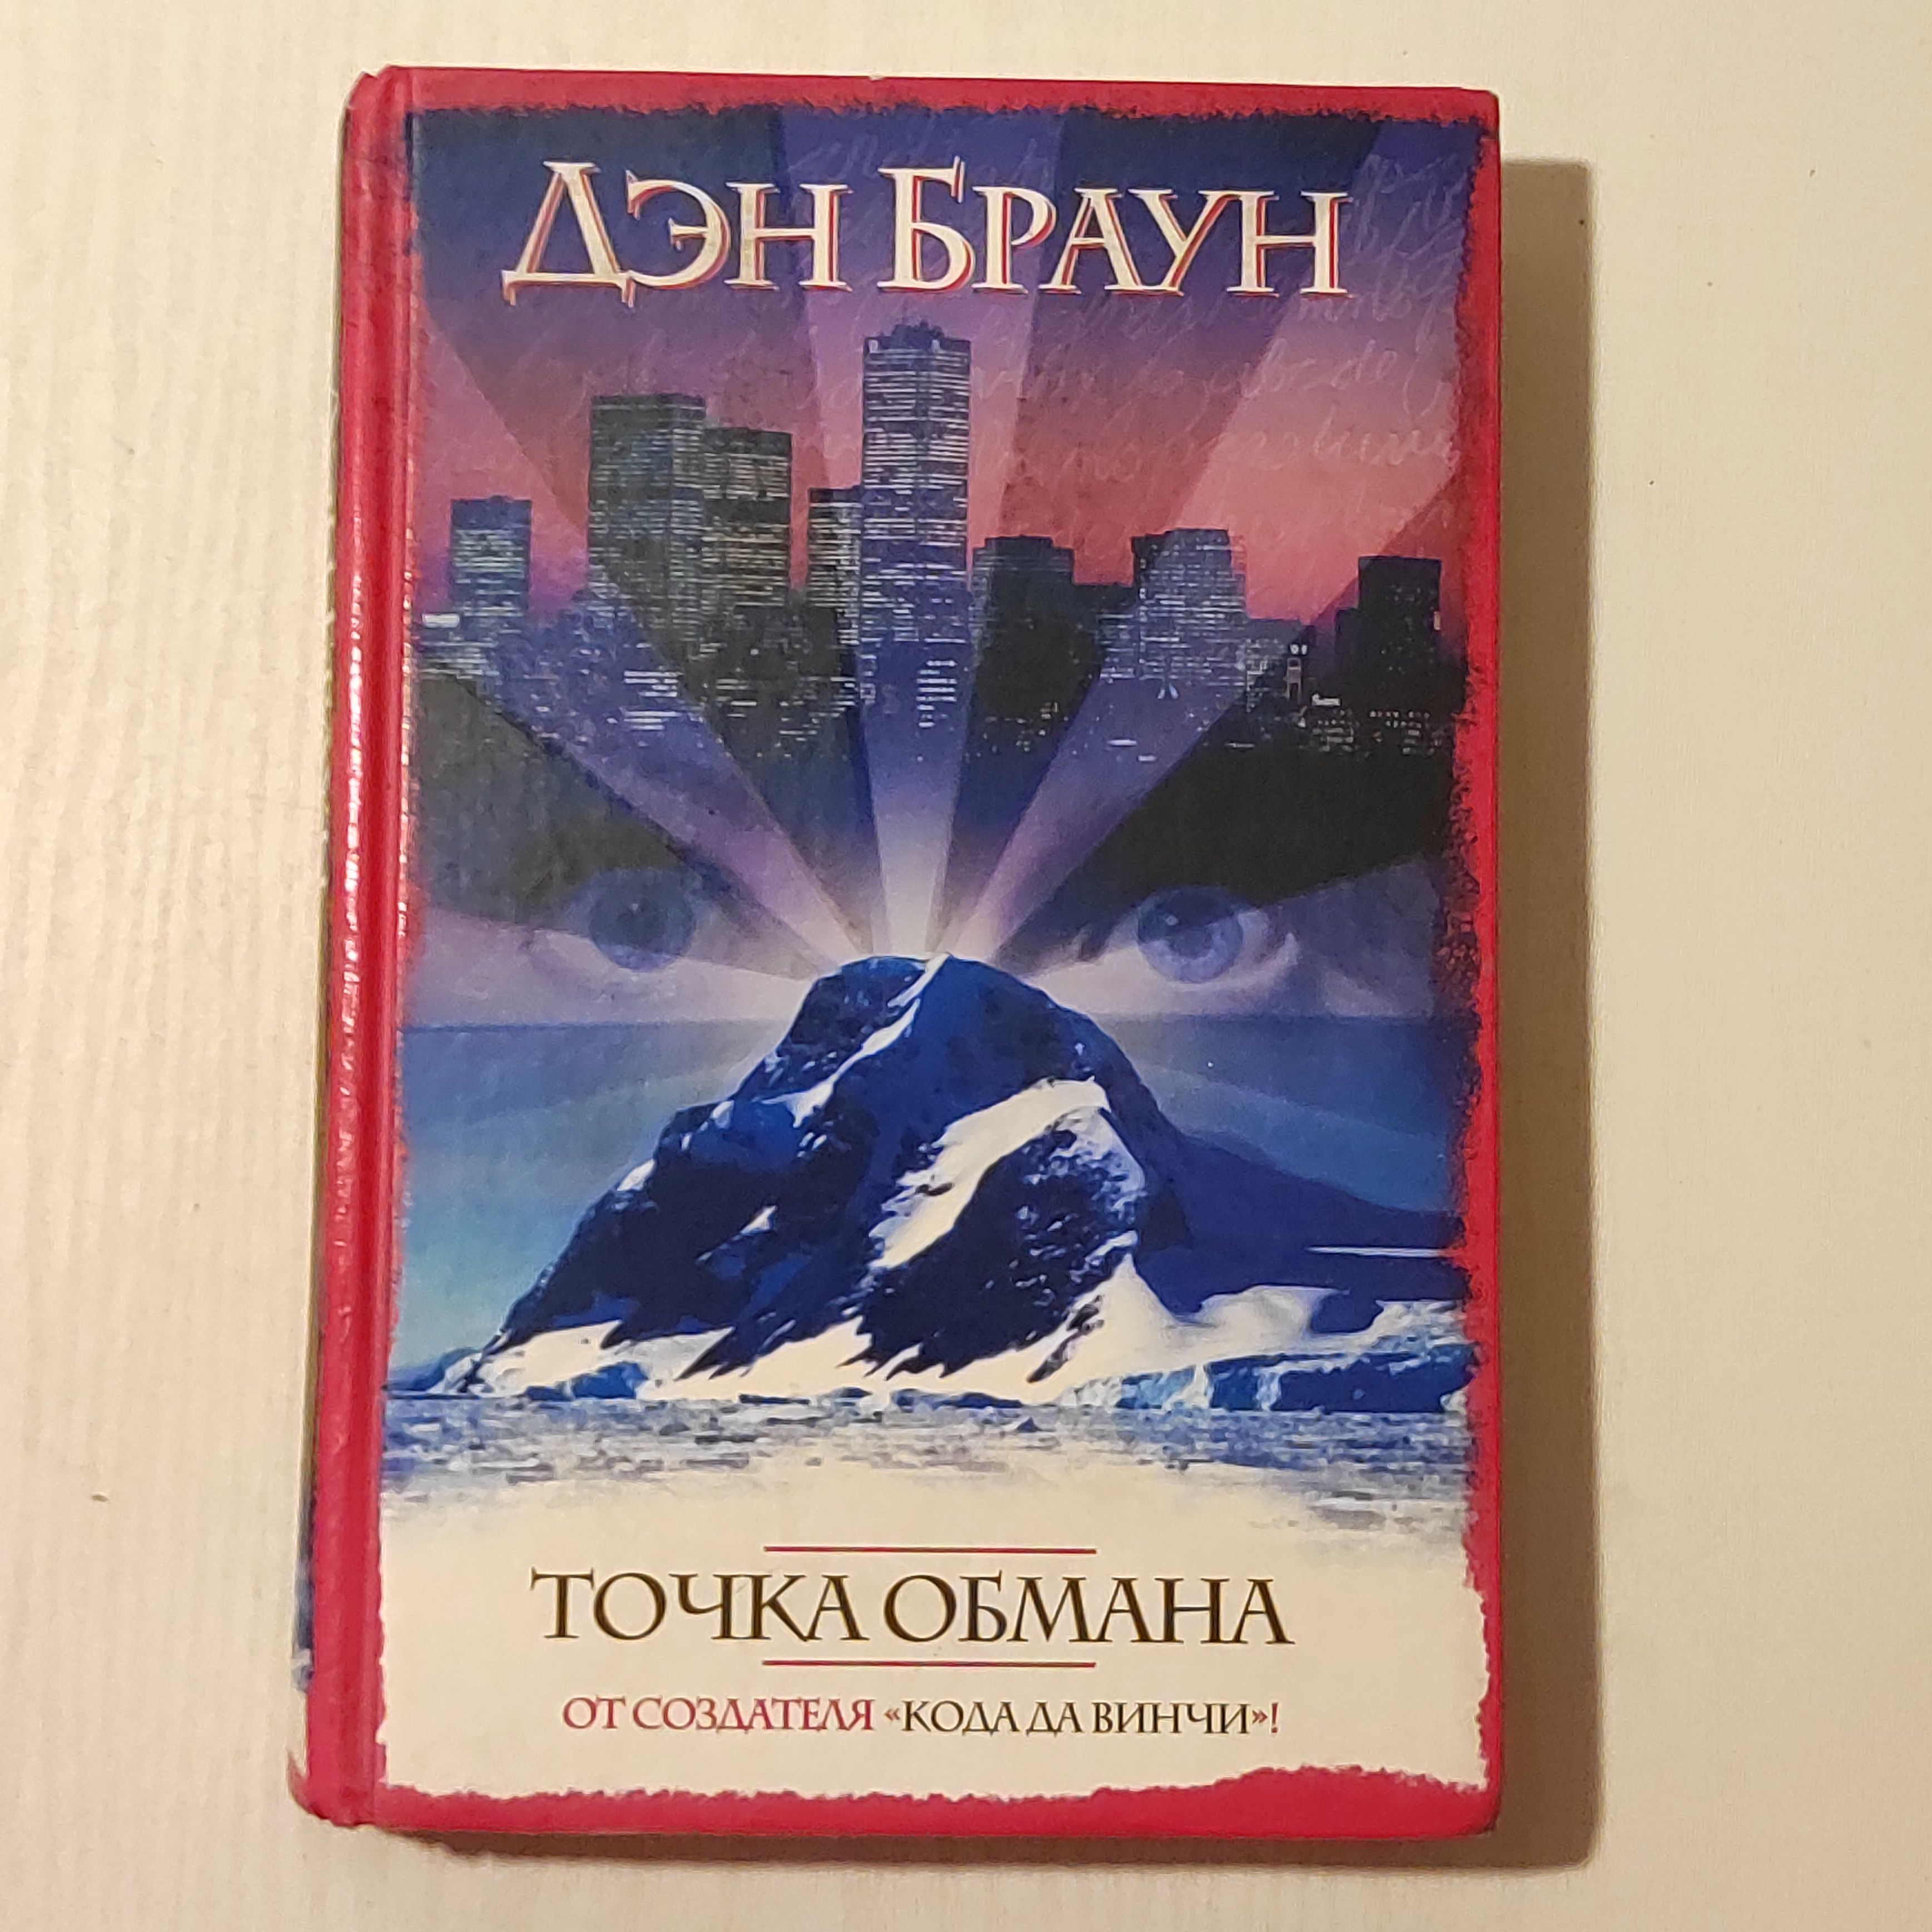 ДЭН БРАУН
ТОЧКА ОБМАНА
ОТ СОЗДАТЕЛЯ «КОДА ДА ВИНЧИ»!